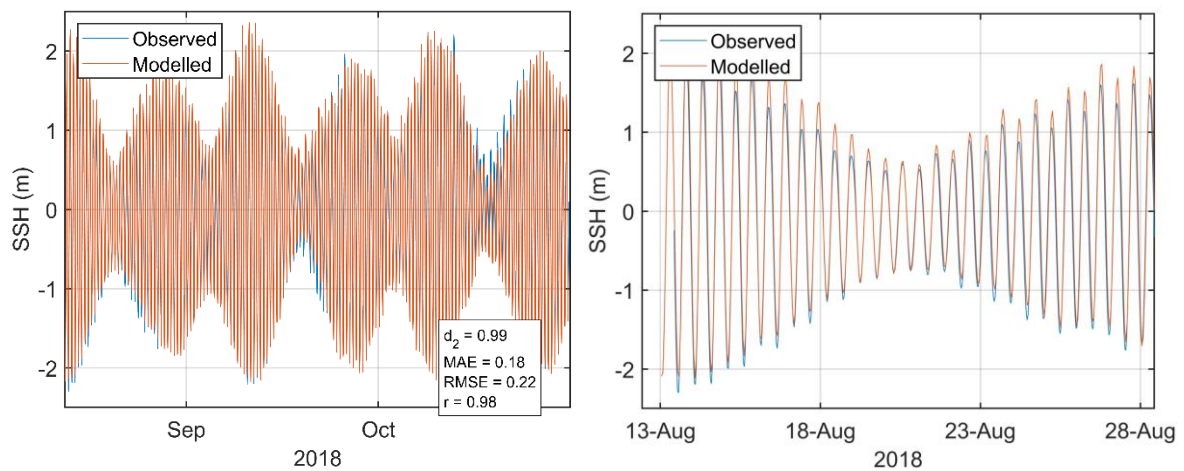 Observed
Modelled
SSH (m)
2
1
0
-1
-2
d2 = 0.99
MAE = 0.18
RMSE = 0.22
r = 0.98
Sep
Oct
2018
Observed
Modelled
SSH (m)
2
1
0
-1
-2
13-Aug
18-Aug
23-Aug
28-Aug
2018